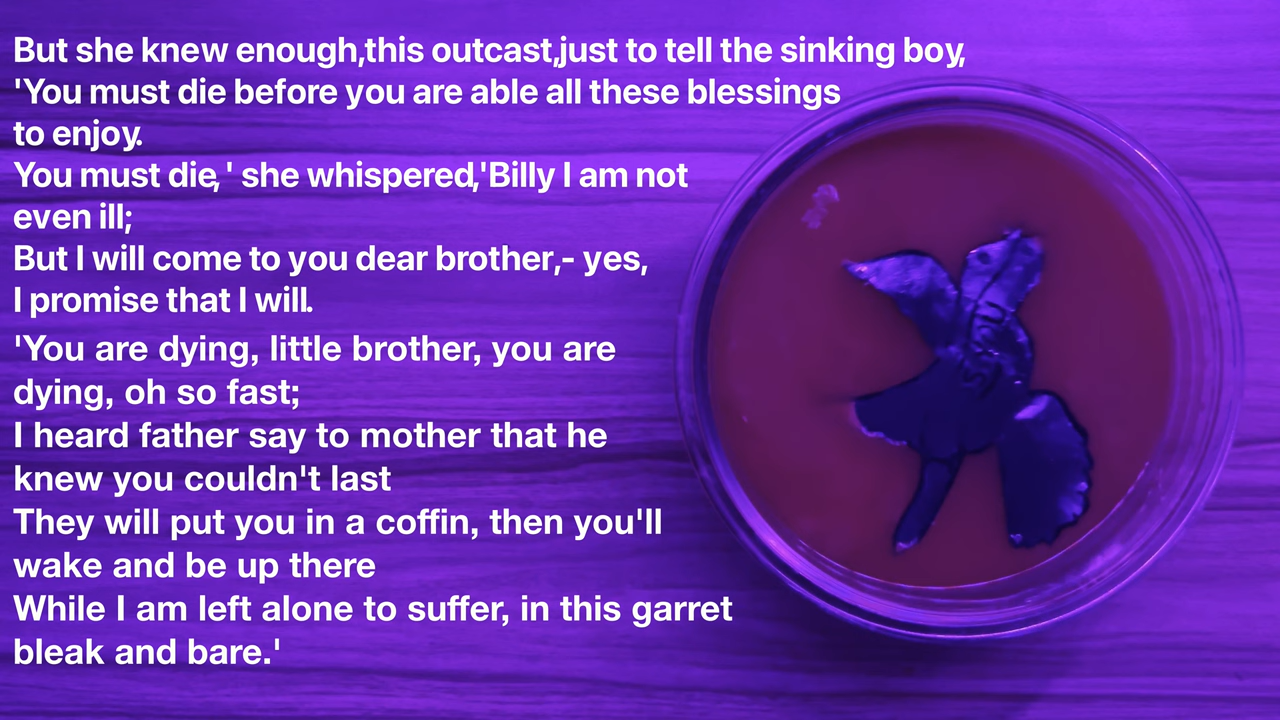 But she knew enough,this outcast,just to tell the sinking boy,
'You must die before you are able all these blessings
to enjoy.
You must die,' she whispered,'Billy I am not
even ill;
But I will come to you dear brother,- yes,
I promise that I will.
'You are dying, little brother, you are
dying, oh so fast;
I heard father say to mother that he
knew you couldn't last
They will put you in a coffin, then you'll
wake and be up there
While I am left alone to suffer, in this garret
bleak and bare.'